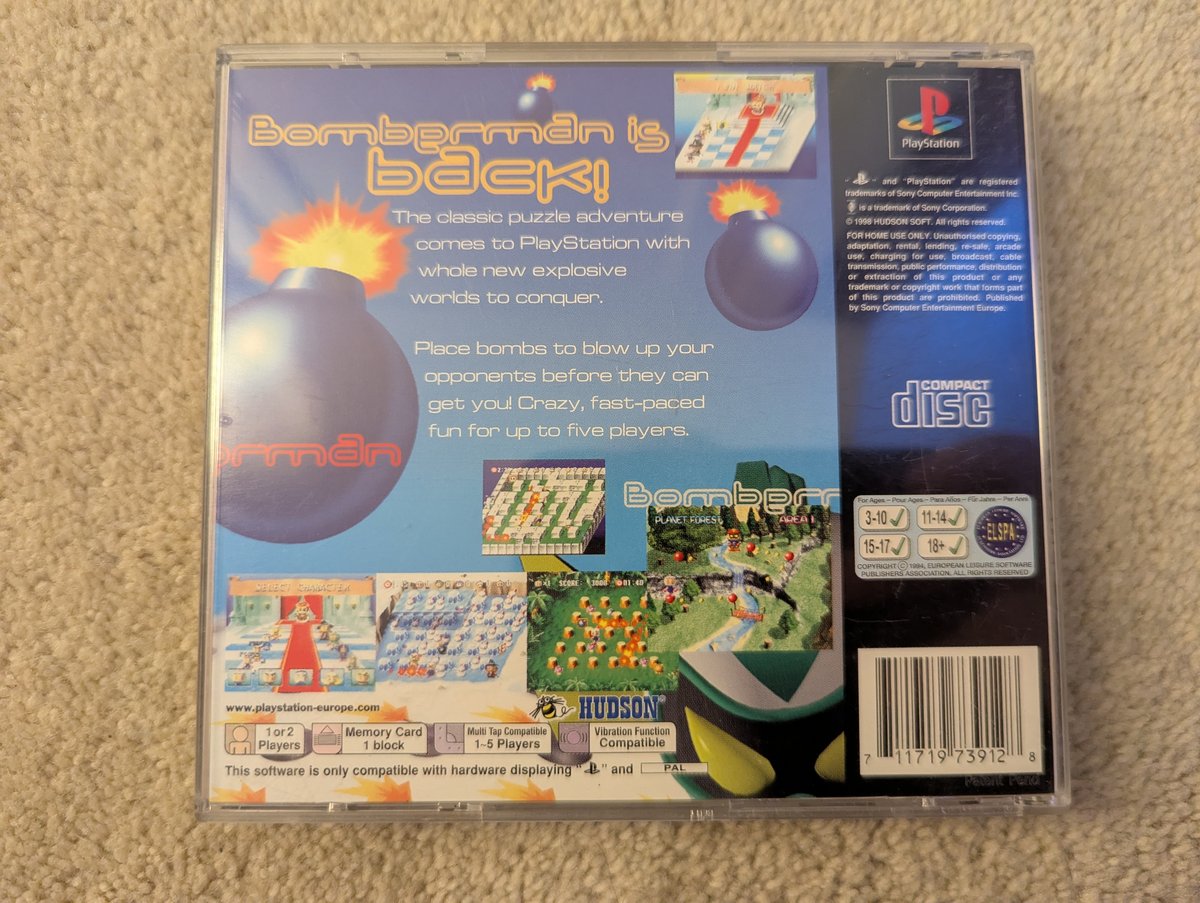 Bomberman is
back!
The classic puzzle adventure
comes to PlayStation with
whole new explosive
worlds to conquer.
Place bombs to blow up your
opponents before they can
get you! Crazy, fast-paced
fun for up to five players.
orman
Bomberm
PLANET FOREST
AREA 1
SELECT CHARACTER
SCORE 3000 01:40
www.playstation-europe.com
HUDSON
1 or 2
Players
Memory Card
1 block
Multi Tap Compatible
1~5 Players
Vibration Function
Compatible
This software is only compatible with hardware displaying " " and PAL
PlayStation
" " and "PlayStation" are registered
trademarks of Sony Computer Entertainment Inc.
is a trademark of Sony Corporation.
© 1998 HUDSON SOFT. All rights reserved.
FOR HOME USE ONLY. Unauthorised copying,
adaptation, rental, lending, re-sale, arcade
use, charging for use, broadcast, cable
transmission, public performance, distribution
or extraction of this product or any
trademark or copyright work that forms part
of this product are prohibited. Published
by Sony Computer Entertainment Europe.
COMPACT
disc
For Ages – Pour Ages – Para Años – Für Jahre – Per Anni
3-10 11-14
15-17 18+
ELSPA
COPYRIGHT © 1994, EUROPEAN LEISURE SOFTWARE
PUBLISHERS ASSOCIATION, ALL RIGHTS RESERVED
7 11719 73912 8